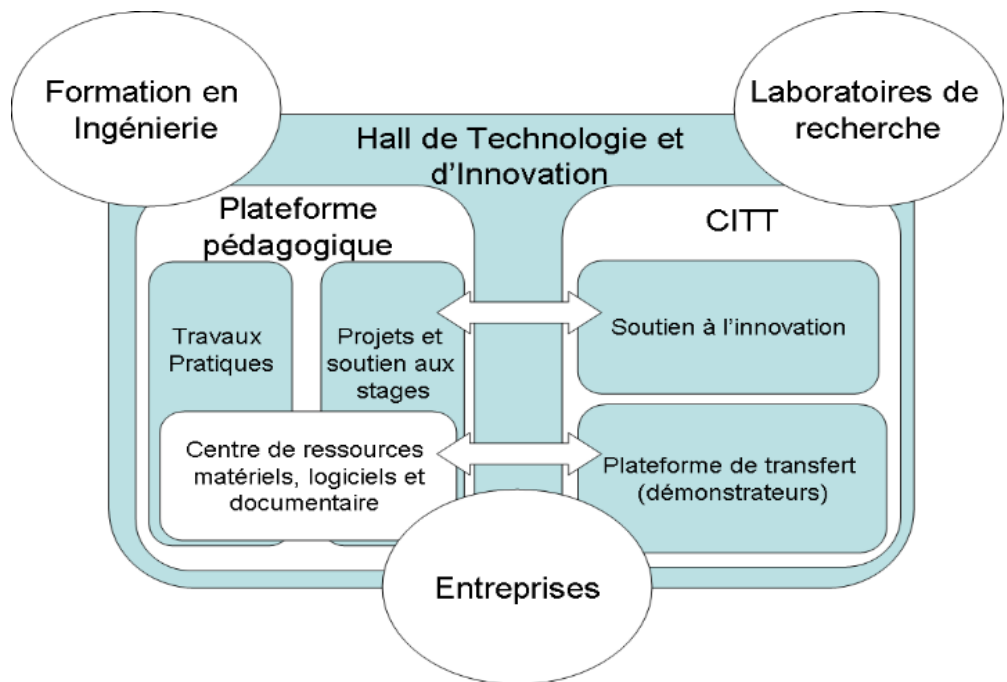 Formation en
Ingénierie
Laboratoires de
recherche
Hall de Technologie et
d'Innovation
Plateforme
pédagogique
CITT
Travaux
Pratiques
Projets et
soutien aux
stages
Soutien à l'innovation
Centre de ressources
matériels, logiciels et
documentaire
Plateforme de transfert
(démonstrateurs)
Entreprises